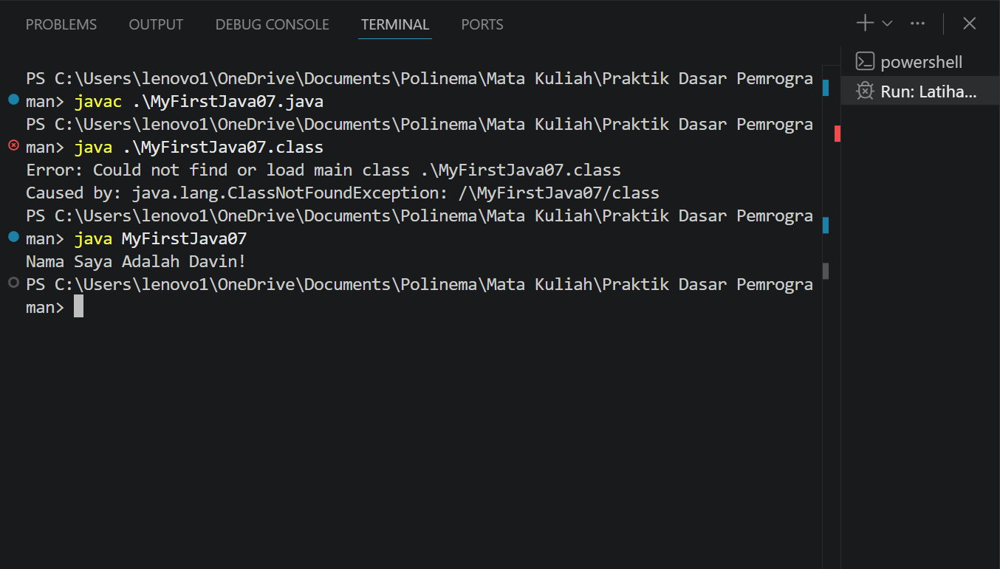 PROBLEMS OUTPUT DEBUG CONSOLE TERMINAL PORTS
PS C:\Users\lenovo1\OneDrive\Documents\Polinema\Mata Kuliah\Praktik Dasar Pemrogra
man> javac .\MyFirstJava07.java
PS C:\Users\lenovo1\OneDrive\Documents\Polinema\Mata Kuliah\Praktik Dasar Pemrogra
man> java .\MyFirstJava07.class
Error: Could not find or load main class .\MyFirstJava07.class
Caused by: java.lang.ClassNotFoundException: /\MyFirstJava07/class
PS C:\Users\lenovo1\OneDrive\Documents\Polinema\Mata Kuliah\Praktik Dasar Pemrogra
man> java MyFirstJava07
Nama Saya Adalah Davin!
PS C:\Users\lenovo1\OneDrive\Documents\Polinema\Mata Kuliah\Praktik Dasar Pemrogra
man>
powershell
Run: Latiha...